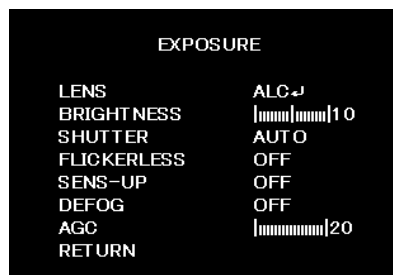 EXPOSURE
LENS ALC↵
BRIGHTNESS 10
SHUTTER AUTO
FLICKERLESS OFF
SENS-UP OFF
DEFOG OFF
AGC 20
RETURN